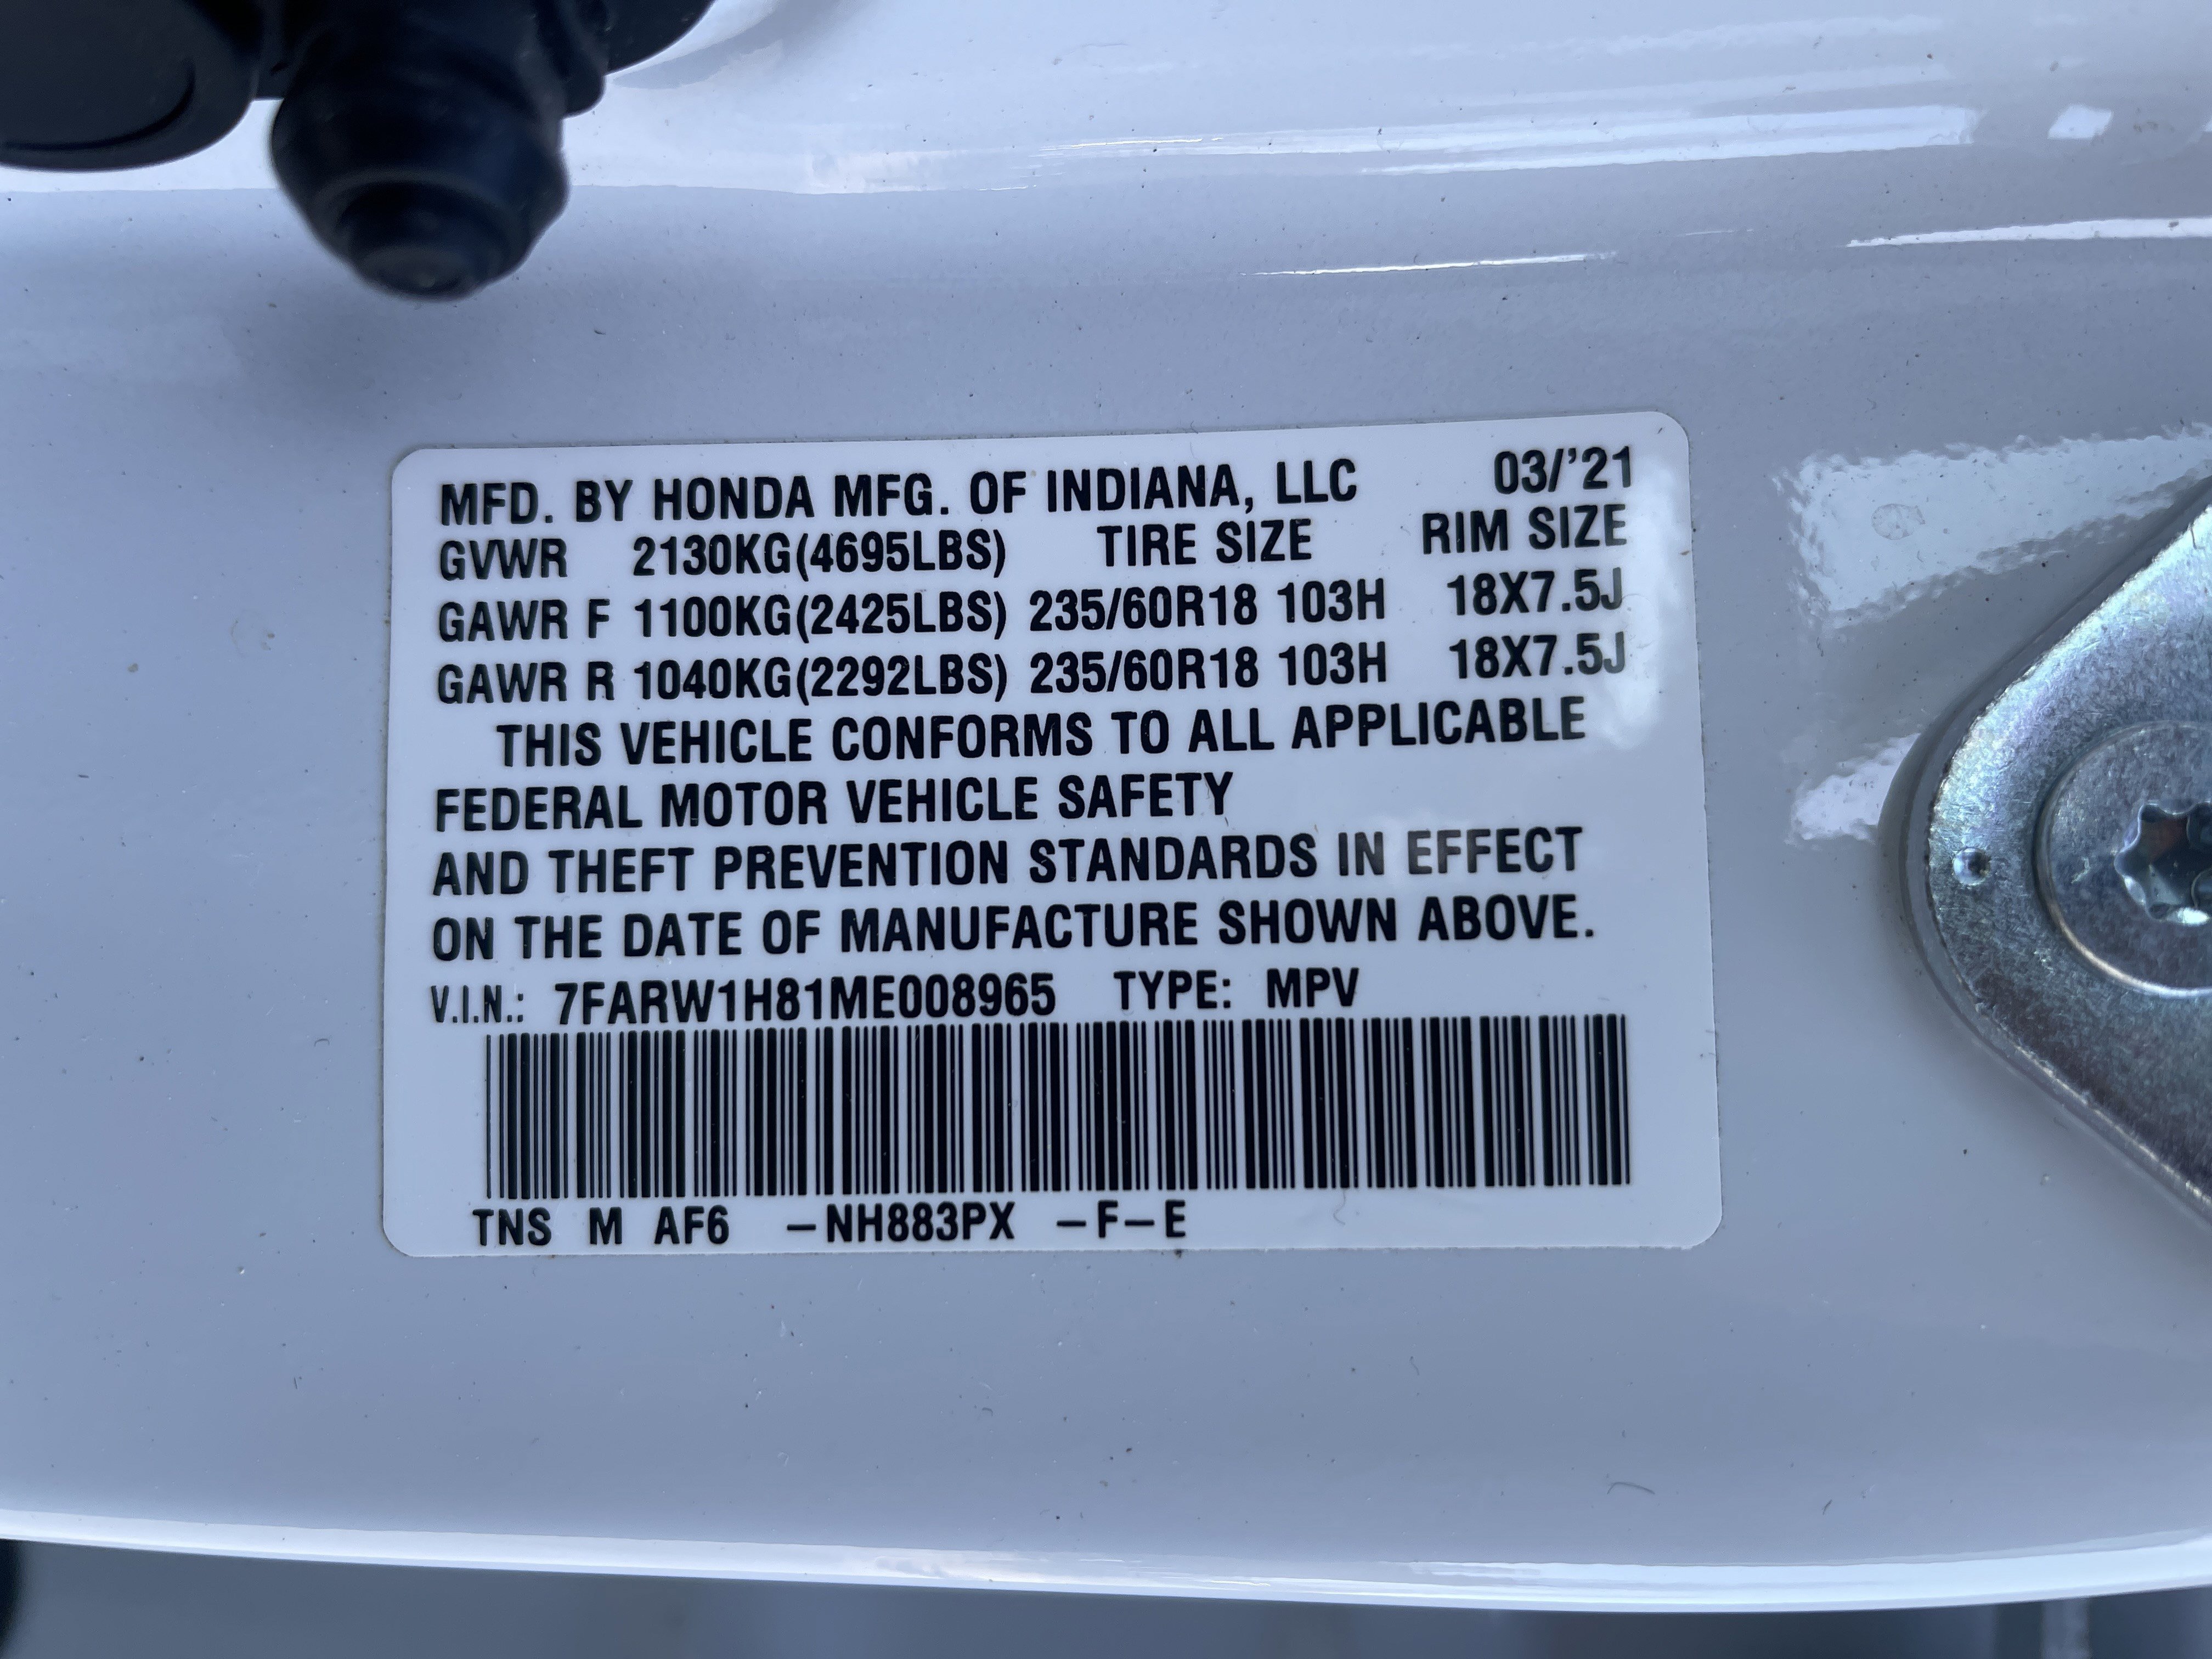 MFD. BY HONDA MFG. OF INDIANA, LLC 03/'21
GVWR 2130KG(4695LBS) TIRE SIZE RIM SIZE
GAWR F 1100KG(2425LBS) 235/60R18 103H 18X7.5J
GAWR R 1040KG(2292LBS) 235/60R18 103H 18X7.5J
THIS VEHICLE CONFORMS TO ALL APPLICABLE
FEDERAL MOTOR VEHICLE SAFETY
AND THEFT PREVENTION STANDARDS IN EFFECT
ON THE DATE OF MANUFACTURE SHOWN ABOVE.
V.I.N.: 7FARW1H81ME008965 TYPE: MPV
TNS M AF6 –NH883PX –F–E